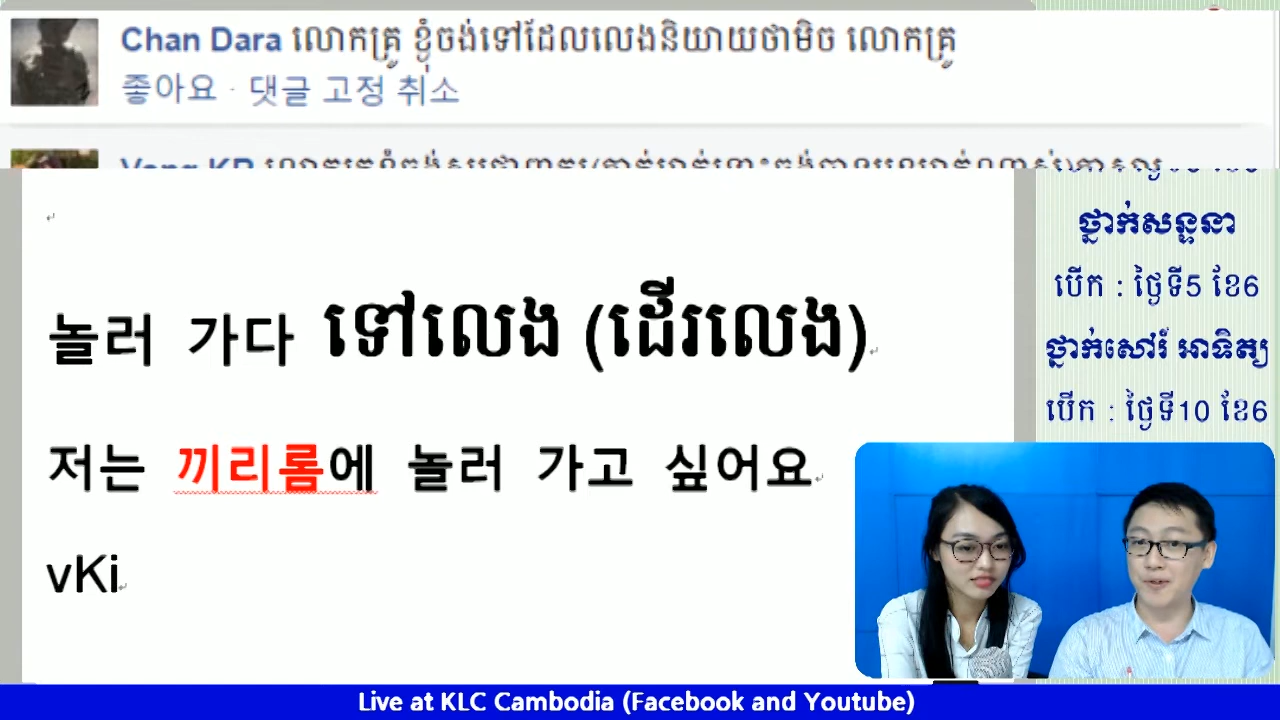 Chan Dara លោកគ្រូ ខ្ញុំចង់ទៅដែលលេងនិយាយថាមិច លោកគ្រូ
좋아요 · 댓글 고정 취소
놀러 가다 ទៅលេង (ដើរលេង)
저는 끼리롬에 놀러 가고 싶어요
vKi
ថ្នាក់សន្ទនា
បើក : ថ្ងៃទី5 ខែ6
ថ្នាក់សៅរ៍ អាទិត្យ
បើក : ថ្ងៃទី10 ខែ6
Live at KLC Cambodia (Facebook and Youtube)